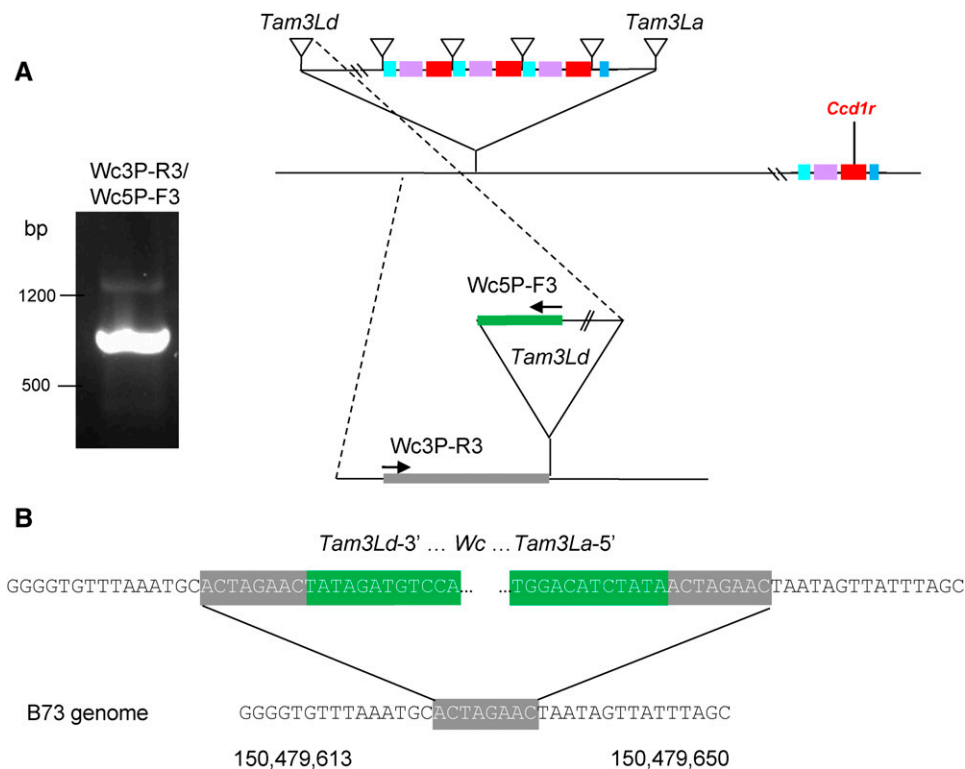 Tam3Ld
Tam3La
A
Ccd1r
Wc3P-R3/
Wc5P-F3
bp
1200
500
Wc5P-F3
Tam3Ld
Wc3P-R3
B
Tam3Ld-3’ ... Wc ... Tam3La-5’
GGGGTGTTTAAATGCACTAGAACTATAGATGTCCA... ...TGGACATCTATAACTAGAACTAATAGTTATTTAGC
B73 genome
GGGGTGTTTAAATGCACTAGAACTAATAGTTATTTAGC
150,479,613
150,479,650